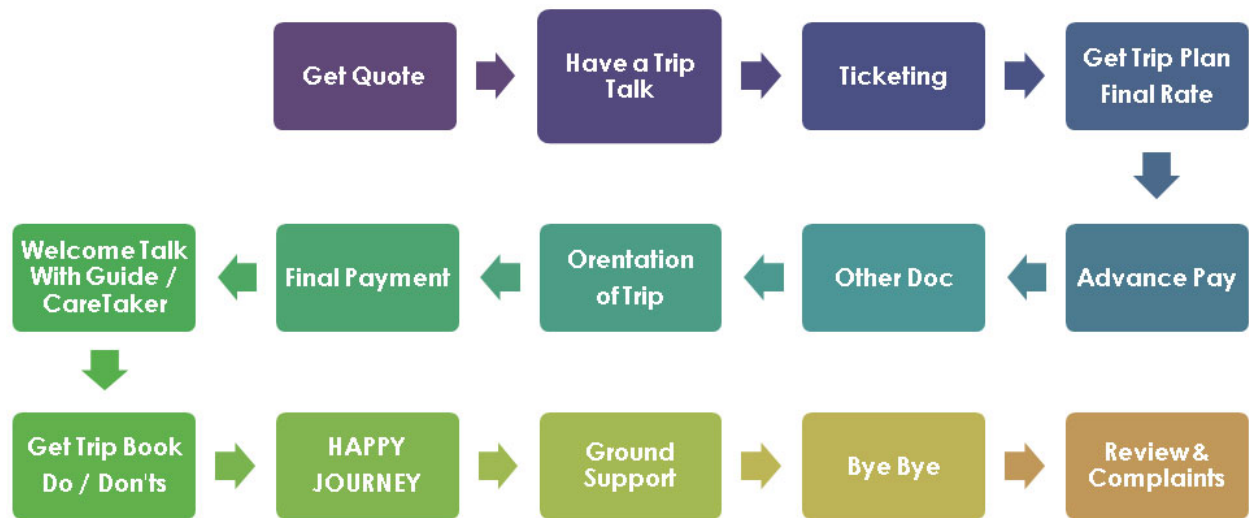 Get Quote
Have a Trip
Talk
Ticketing
Get Trip Plan
Final Rate
Advance Pay
Other Doc
Orentation
of Trip
Final Payment
Welcome Talk
With Guide /
CareTaker
Get Trip Book
Do / Don'ts
HAPPY
JOURNEY
Ground
Support
Bye Bye
Review &
Complaints